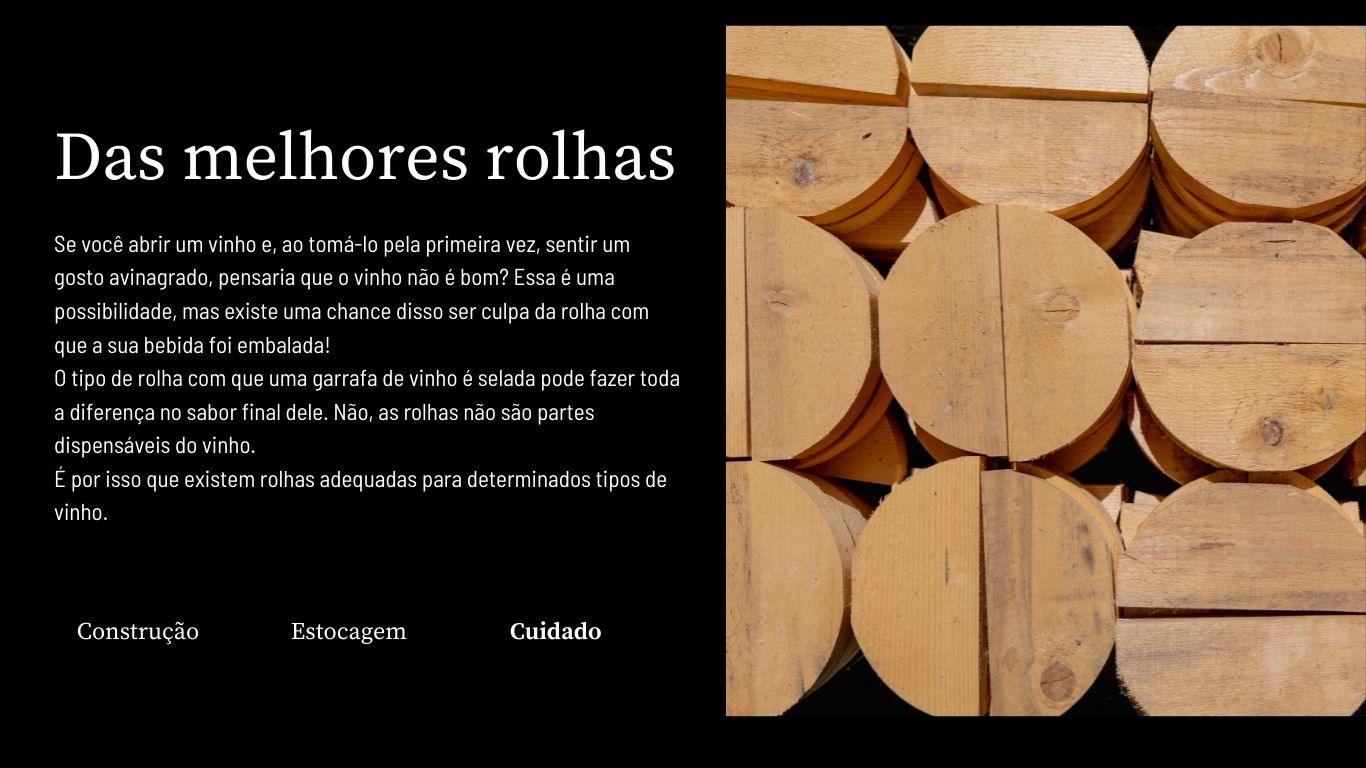 Das melhores rolhas
Se você abrir um vinho e, ao tomá-lo pela primeira vez, sentir um
gosto avinagrado, pensaria que o vinho não é bom? Essa é uma
possibilidade, mas existe uma chance disso ser culpa da rolha com
que a sua bebida foi embalada!
O tipo de rolha com que uma garrafa de vinho é selada pode fazer toda
a diferença no sabor final dele. Não, as rolhas não são partes
dispensáveis do vinho.
É por isso que existem rolhas adequadas para determinados tipos de
vinho.
Construção Estocagem Cuidado